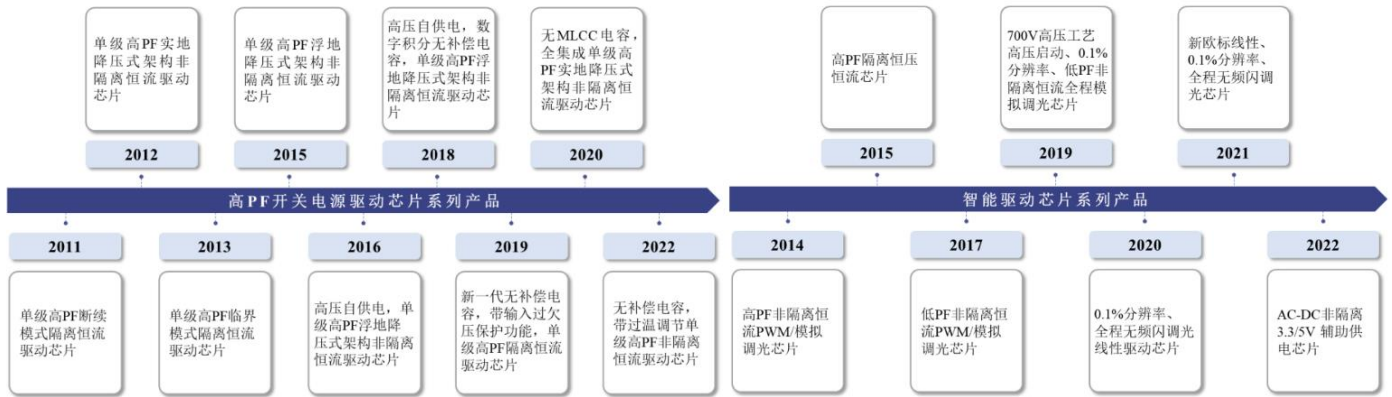 单级高PF实地
降压式架构非
隔离恒流驱动
芯片
2012
单级高PF浮地
降压式架构非
隔离恒流驱动
芯片
2015
高压自供电，数
字积分无补偿电
容，单级高PF浮
地降压式架构非
隔离恒流驱动芯片
2018
无MLCC电容，
全集成单级高
PF实地降压式
架构非隔离恒
流驱动芯片
2020
高PF开关电源驱动芯片系列产品
2011
单级高PF断续
模式隔离恒流
驱动芯片
2013
单级高PF临界
模式隔离恒流
驱动芯片
2016
高压自供电，单
级高PF浮地降
压式架构非隔离
恒流驱动芯片
2019
新一代无补偿电
容，带输入过欠
压保护功能，单
级高PF隔离恒流
驱动芯片
2022
无补偿电容，
带过温调节单
级高PF非隔离
恒流驱动芯片
高PF隔离恒压
恒流芯片
2015
700V高压工艺
高压启动、0.1%
分辨率、低PF非
隔离恒流全程模
拟调光芯片
2019
新欧标线性、
0.1%分辨率、
全程无频闪调
光芯片
2021
智能驱动芯片系列产品
2014
高PF非隔离恒
流PWM/模拟
调光芯片
2017
低PF非隔离恒
流PWM/模拟
调光芯片
2020
0.1%分辨率、
全程无频闪调光
线性驱动芯片
2022
AC-DC非隔离
3.3/5V 辅助供
电芯片